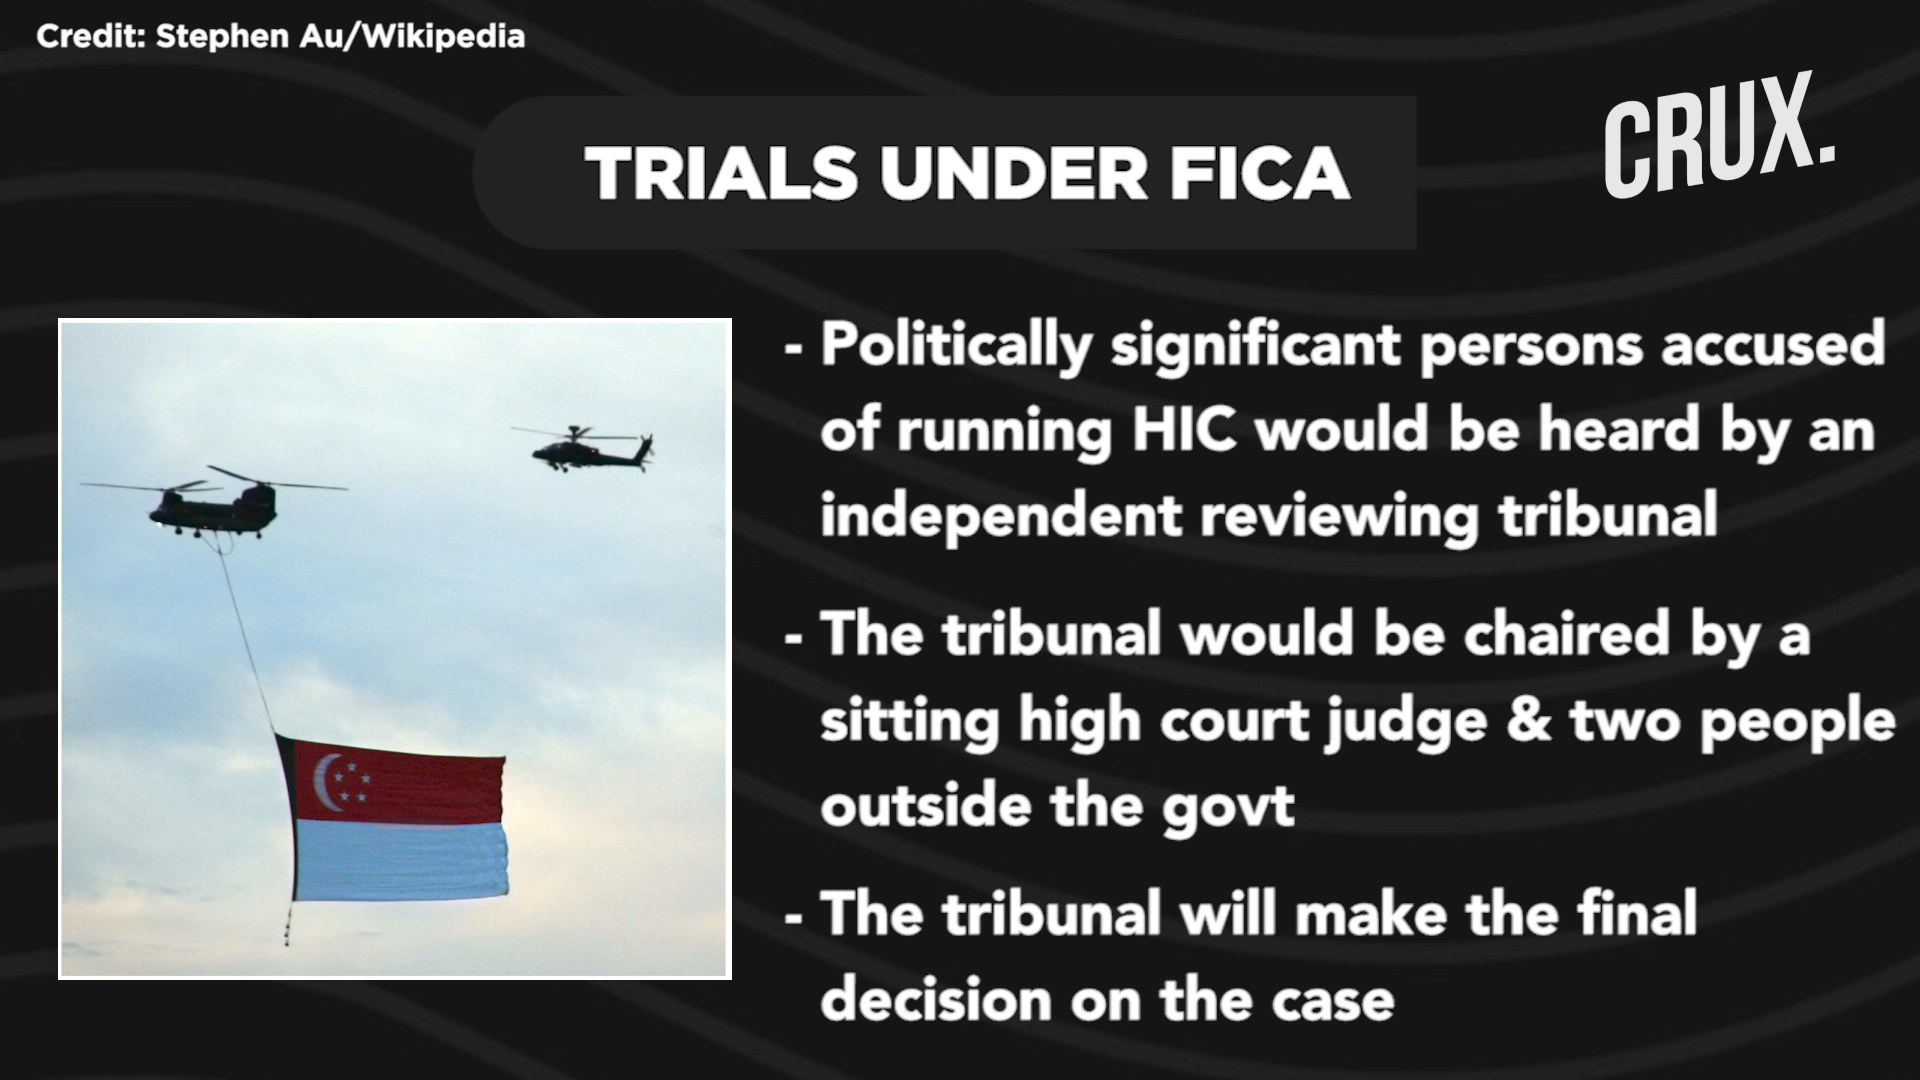 Credit: Stephen Au/Wikipedia
CRUX.
TRIALS UNDER FICA
- Politically significant persons accused
of running HIC would be heard by an
independent reviewing tribunal
- The tribunal would be chaired by a
sitting high court judge & two people
outside the govt
- The tribunal will make the final
decision on the case